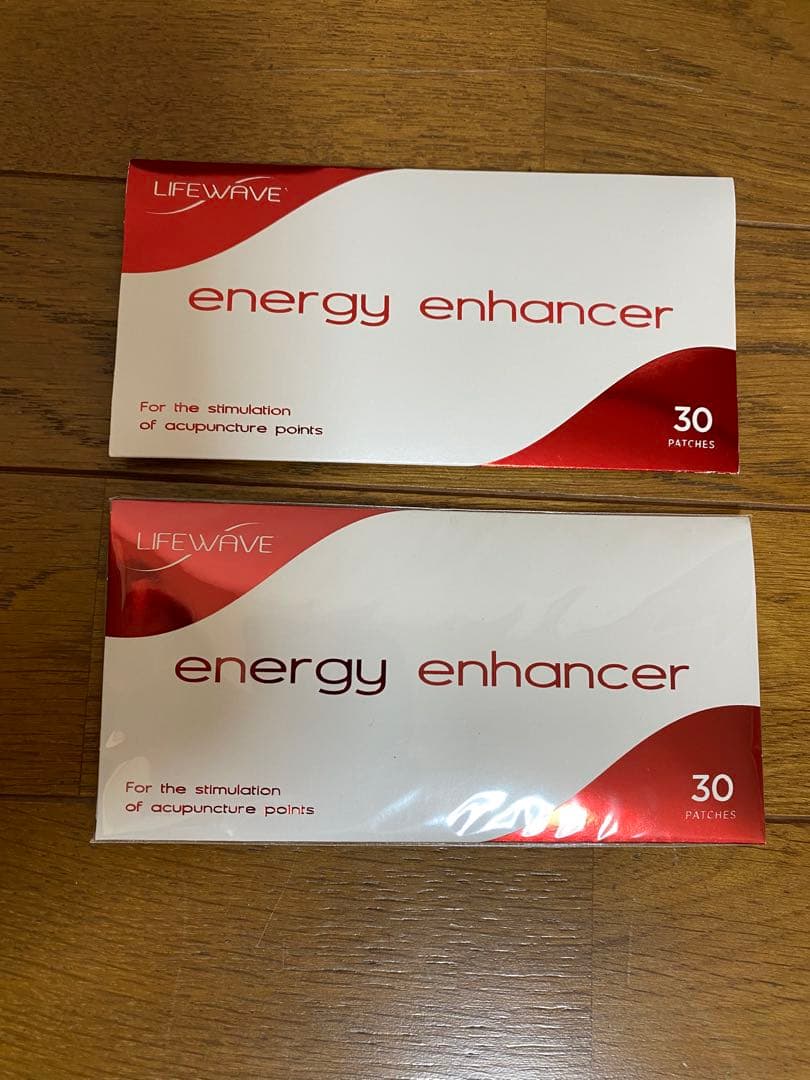 LIFEWAVE
energy enhancer
For the stimulation
of acupuncture points
30
PATCHES
LIFEWAVE
energy enhancer
For the stimulation
of acupuncture points
30
PATCHES